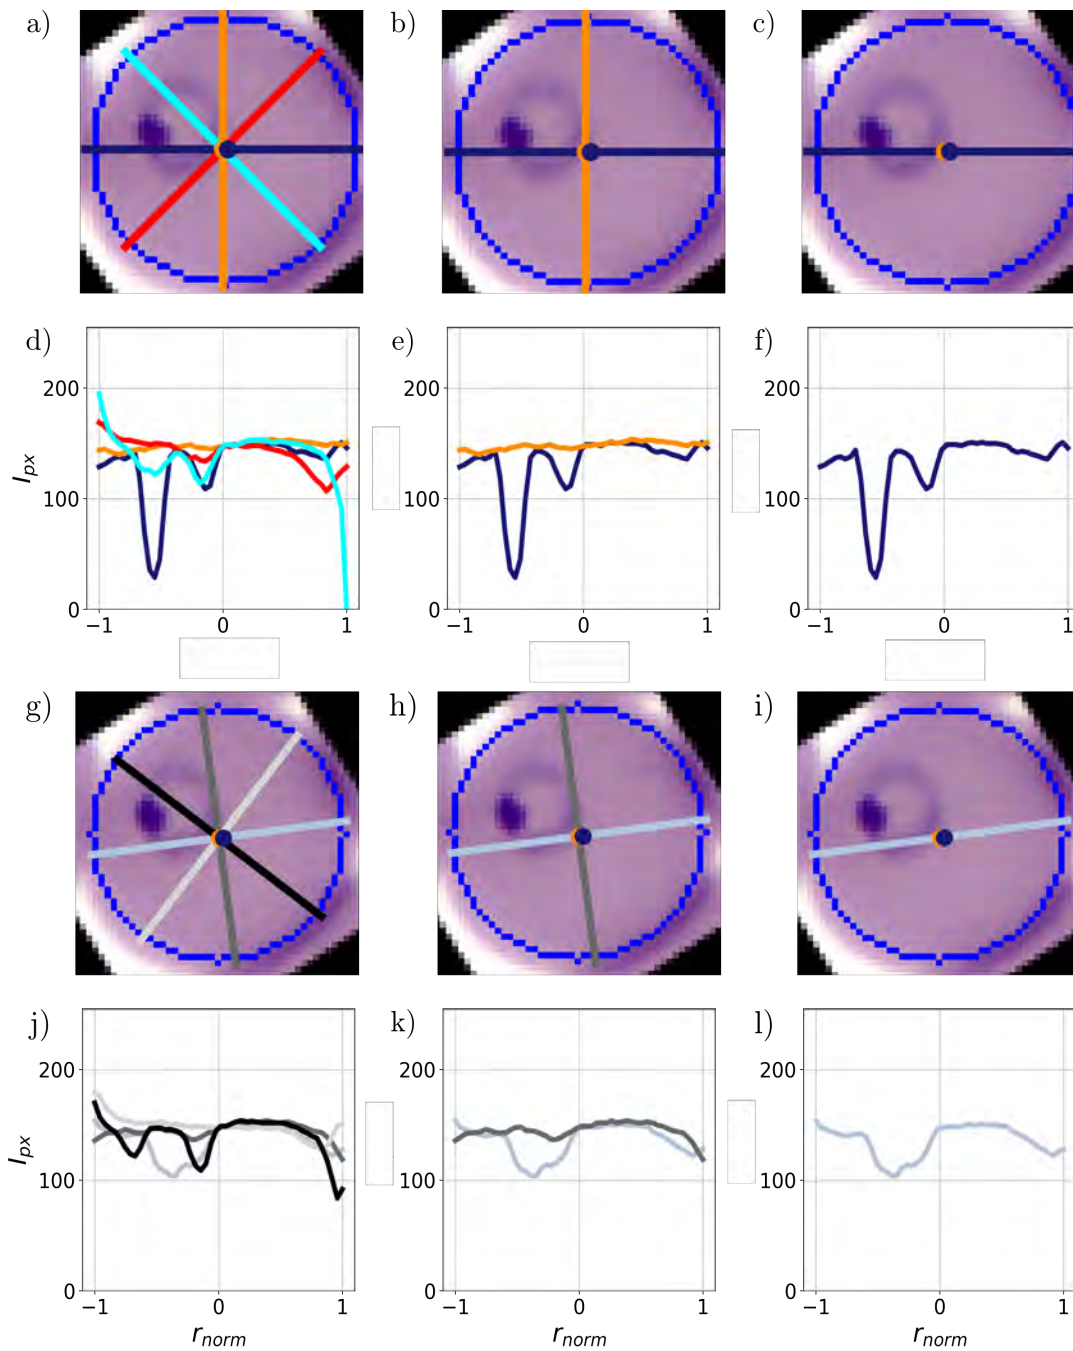 a) b) c)
d) e) f)
200 200 200
I_px
100 100 100
0 0 0
−1 0 1 −1 0 1 −1 0 1
g) h) i)
j) k) l)
200 200 200
I_px
100 100 100
0 0 0
−1 0 1 −1 0 1 −1 0 1
r_norm r_norm r_norm